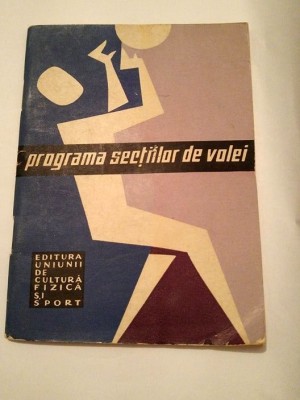 programa secțiilor de volei
EDITURA
UNIUNII
DE
CULTURĂ
FIZICĂ
ȘI
SPORT